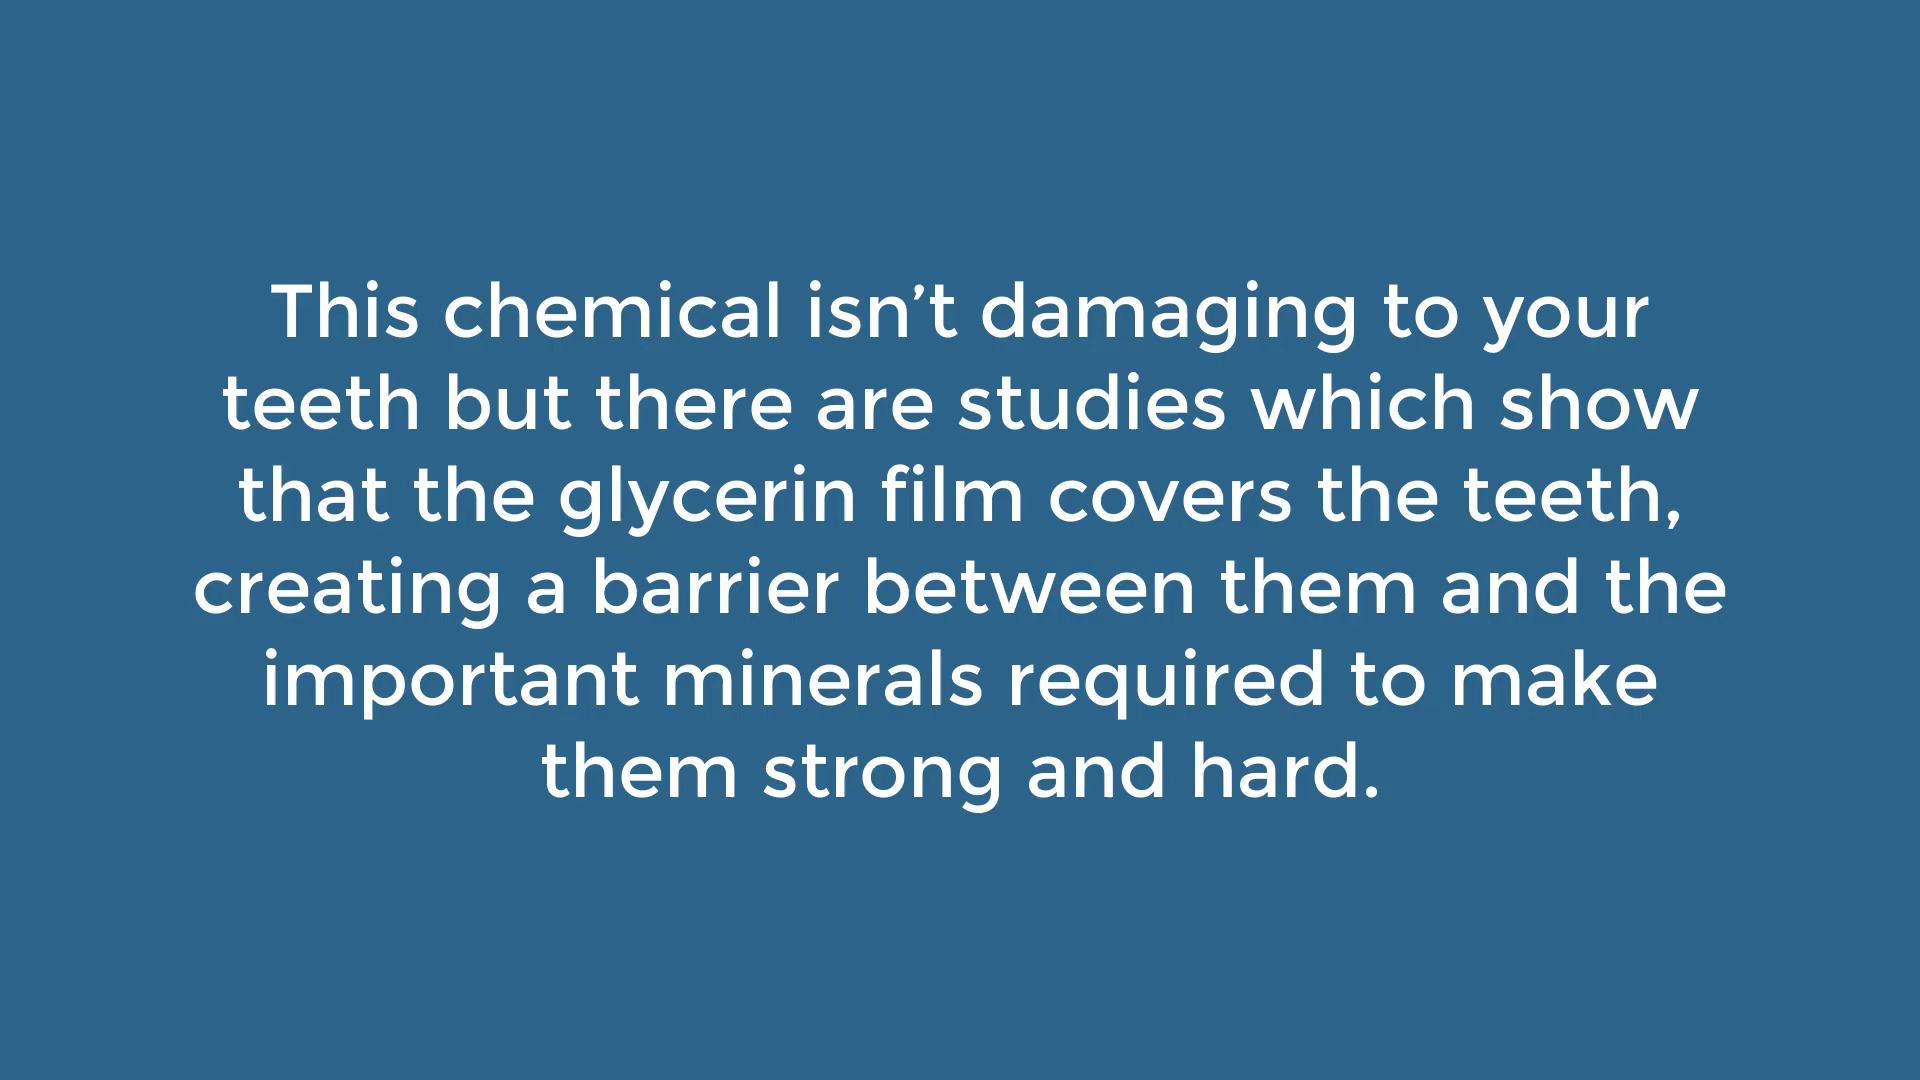 This chemical isn’t damaging to your
teeth but there are studies which show
that the glycerin film covers the teeth,
creating a barrier between them and the
important minerals required to make
them strong and hard.